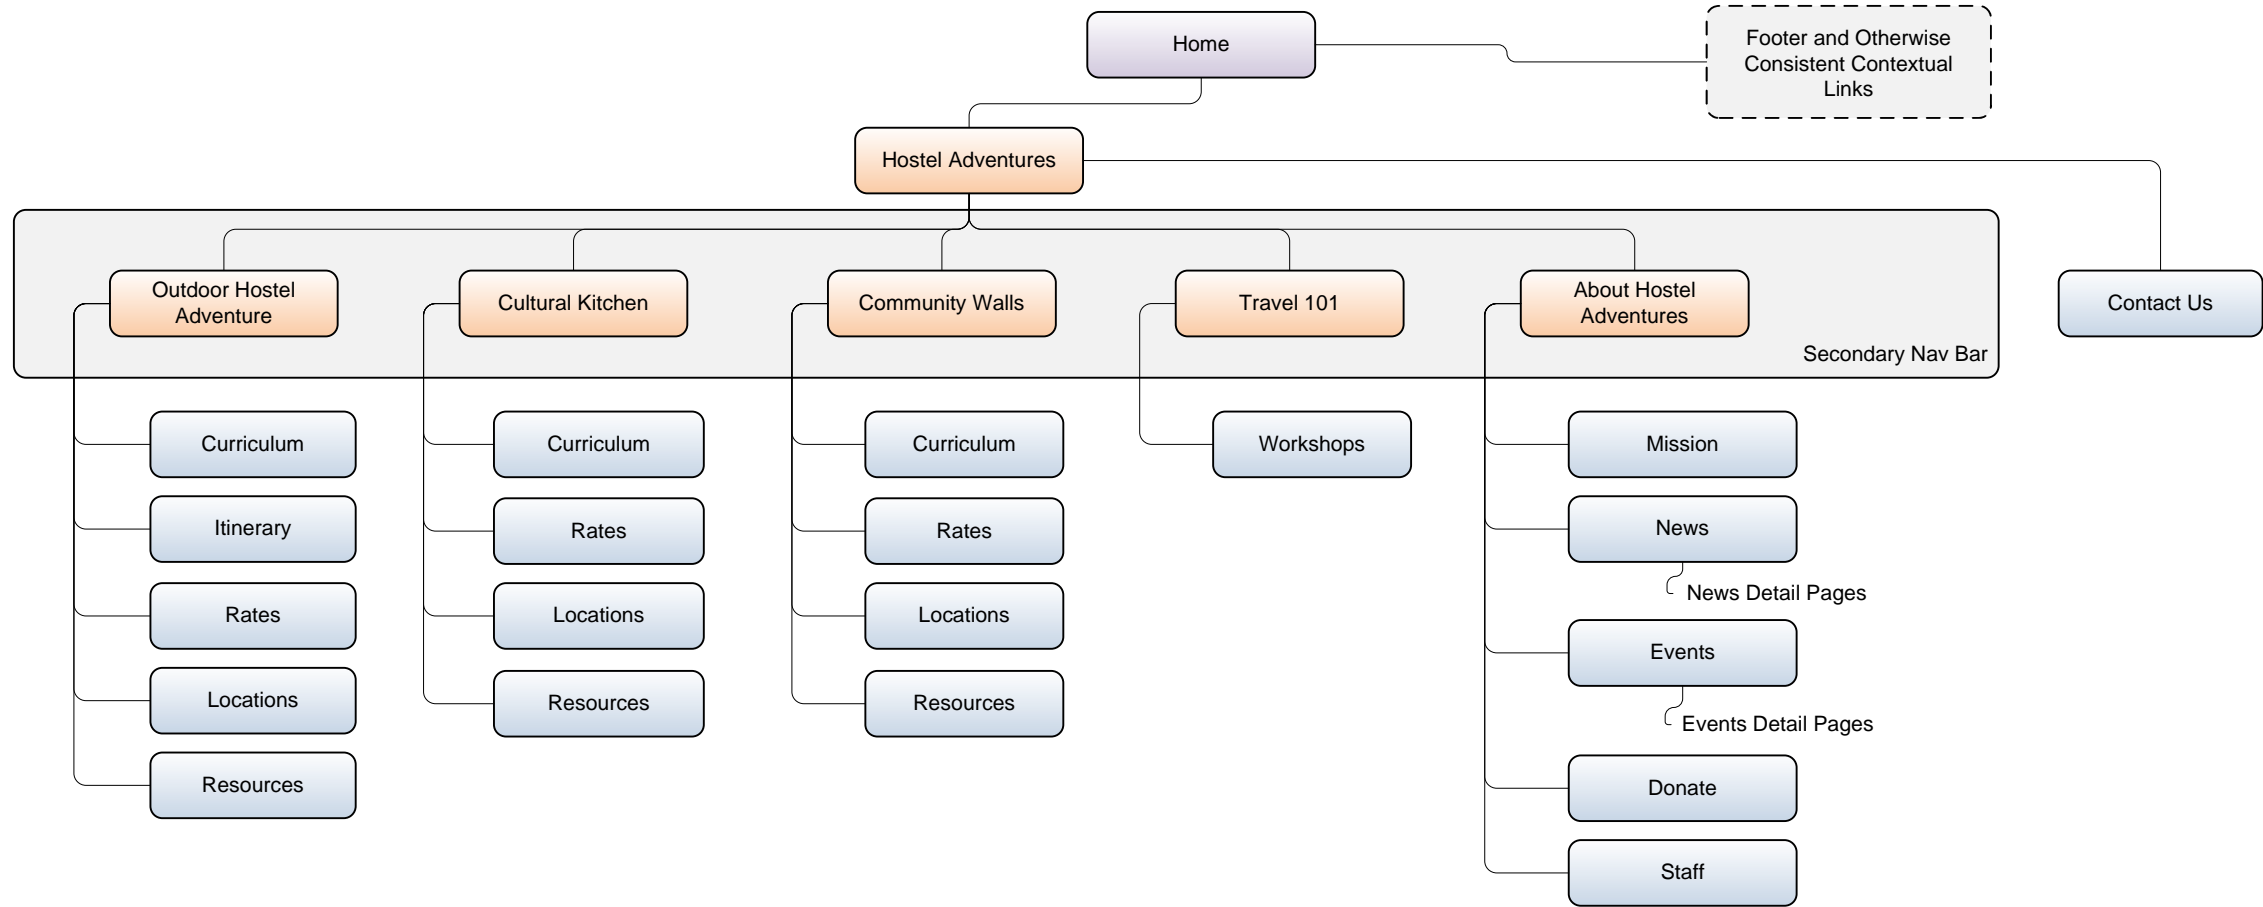 Home
Footer and Otherwise
Consistent Contextual
Links
Hostel Adventures
Outdoor Hostel
Adventure
Cultural Kitchen
Community Walls
Travel 101
About Hostel
Adventures
Contact Us
Secondary Nav Bar
Curriculum
Itinerary
Rates
Locations
Resources
Curriculum
Rates
Locations
Resources
Curriculum
Rates
Locations
Resources
Workshops
Mission
News
News Detail Pages
Events
Events Detail Pages
Donate
Staff